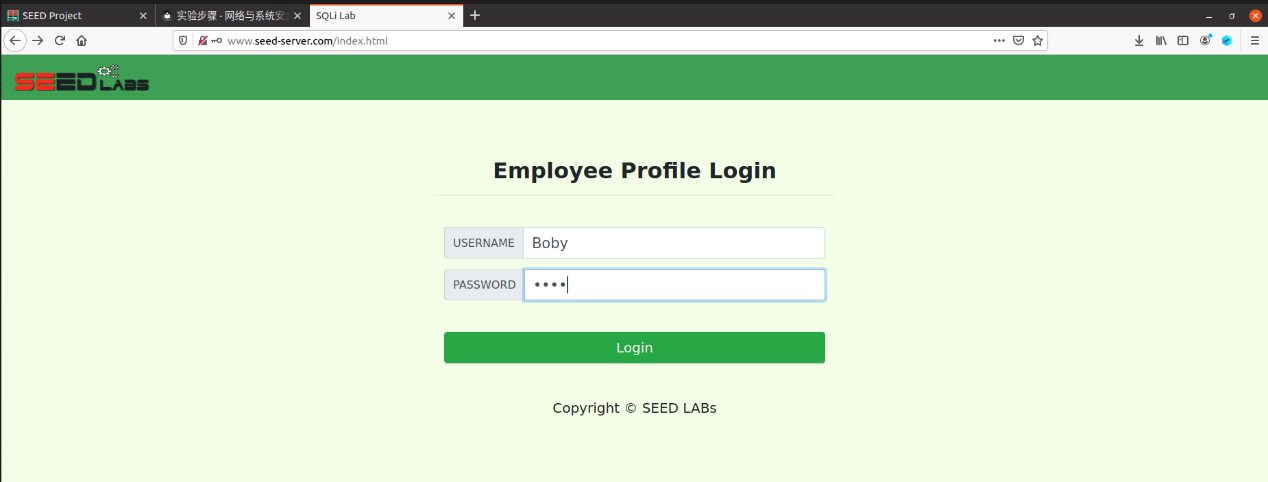 SEED Project
实验步骤 - 网络与系统安全
SQLi Lab
www.seed-server.com/index.html
SEED LABS
Employee Profile Login
USERNAME Boby
PASSWORD ••••
Login
Copyright © SEED LABs